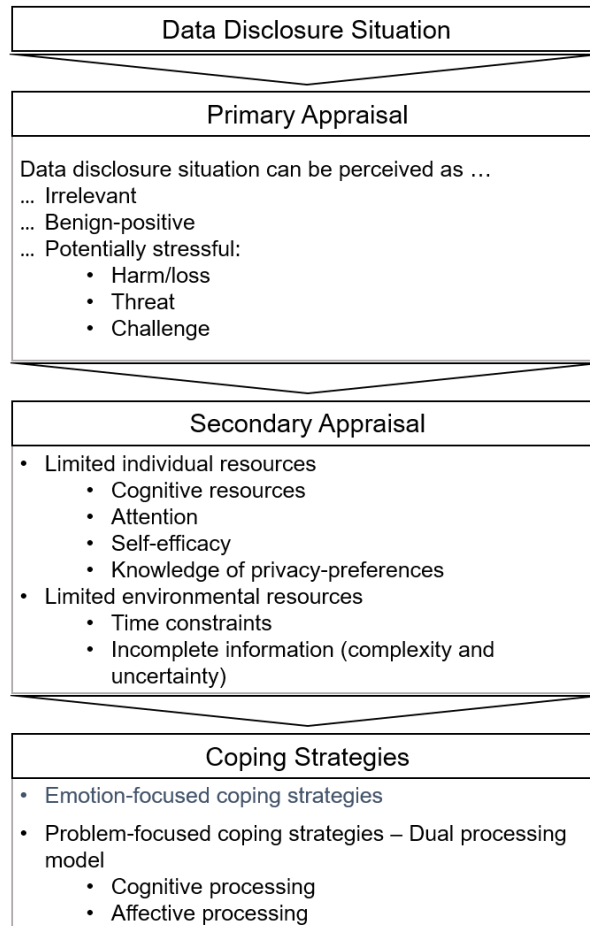 Data Disclosure Situation
Primary Appraisal
Data disclosure situation can be perceived as …
… Irrelevant
… Benign-positive
… Potentially stressful:
• Harm/loss
• Threat
• Challenge
Secondary Appraisal
• Limited individual resources
• Cognitive resources
• Attention
• Self-efficacy
• Knowledge of privacy-preferences
• Limited environmental resources
• Time constraints
• Incomplete information (complexity and
uncertainty)
Coping Strategies
• Emotion-focused coping strategies
• Problem-focused coping strategies – Dual processing
model
• Cognitive processing
• Affective processing